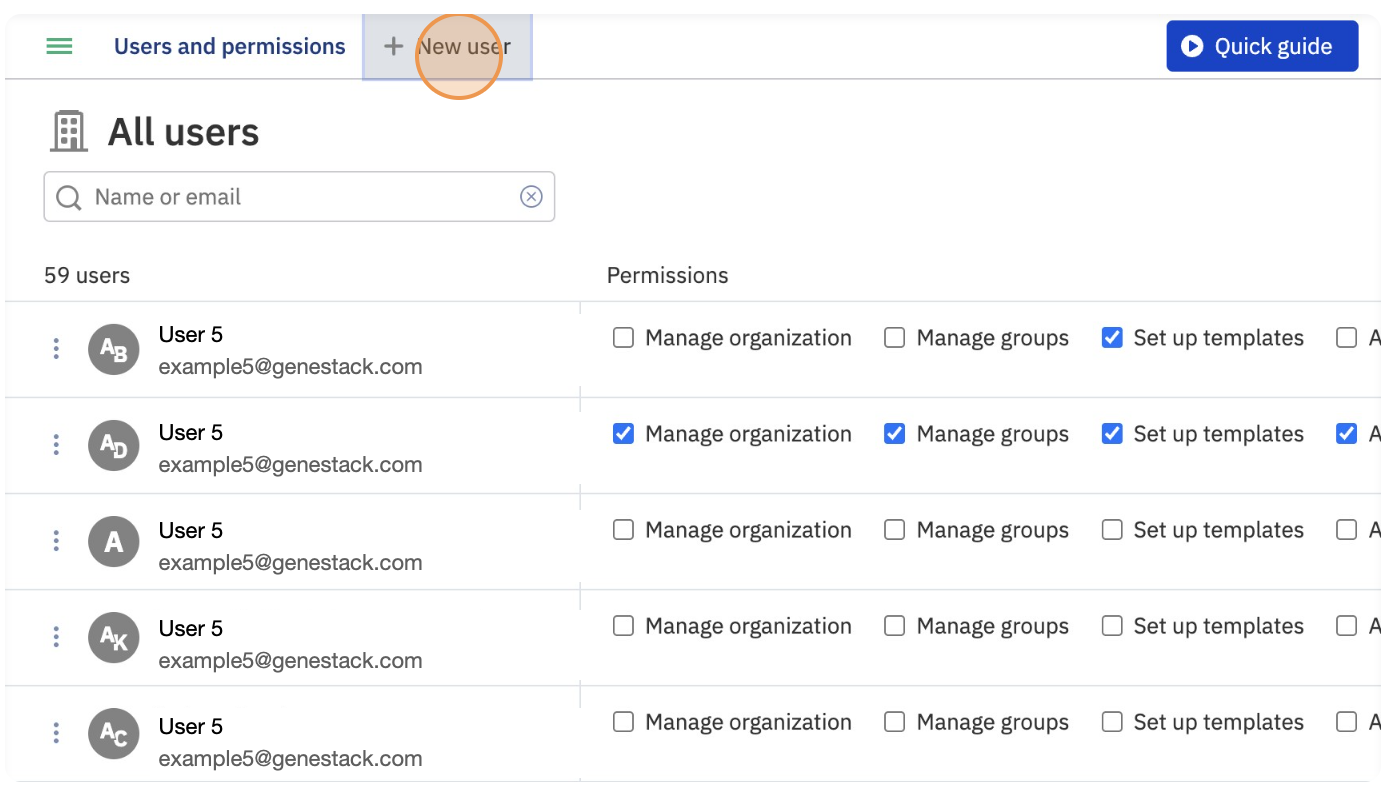 Users and permissions + New user Quick guide
All users
Name or email
59 users Permissions
AB User 5 Manage organization Manage groups Set up templates A
example5@genestack.com
AD User 5 Manage organization Manage groups Set up templates A
example5@genestack.com
A User 5 Manage organization Manage groups Set up templates A
example5@genestack.com
AK User 5 Manage organization Manage groups Set up templates A
example5@genestack.com
AC User 5 Manage organization Manage groups Set up templates A
example5@genestack.com